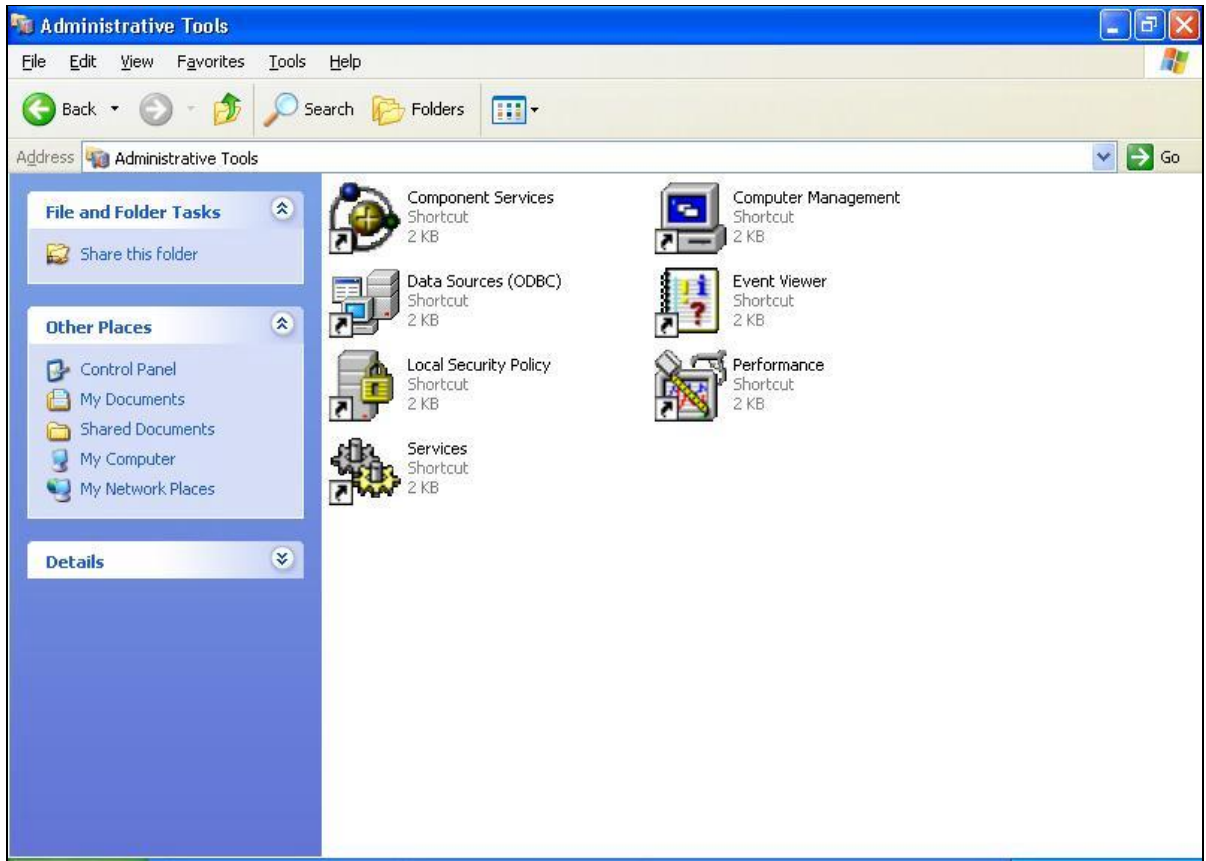 Administrative Tools
File Edit View Favorites Tools Help
Back Search Folders
Address Administrative Tools Go
File and Folder Tasks
Share this folder
Other Places
Control Panel
My Documents
Shared Documents
My Computer
My Network Places
Details
Component Services
Shortcut
2 KB
Computer Management
Shortcut
2 KB
Data Sources (ODBC)
Shortcut
2 KB
Event Viewer
Shortcut
2 KB
Local Security Policy
Shortcut
2 KB
Performance
Shortcut
2 KB
Services
Shortcut
2 KB